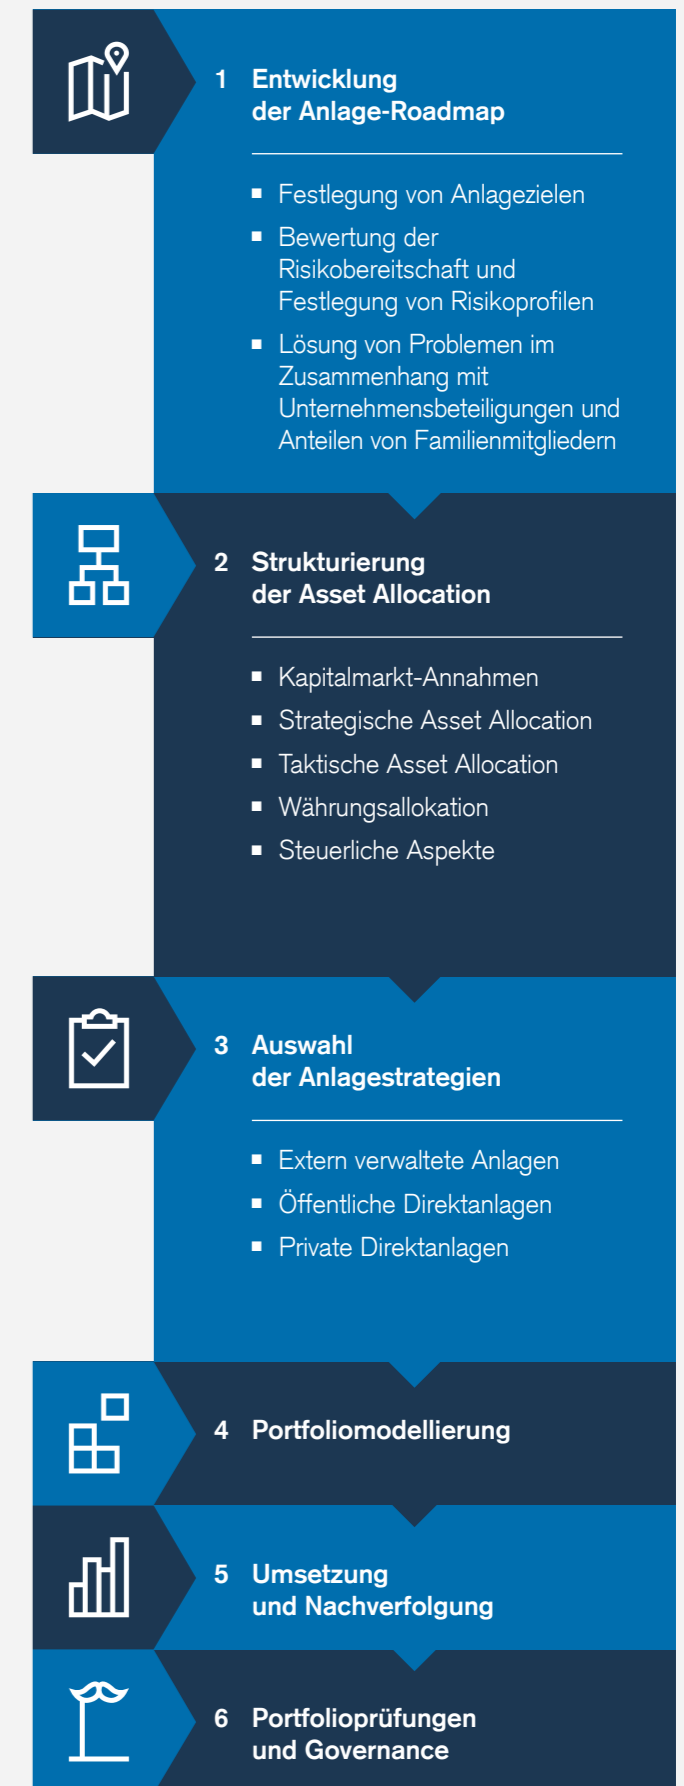 1 Entwicklung
der Anlage-Roadmap
▪ Festlegung von Anlagezielen
▪ Bewertung der
Risikobereitschaft und
Festlegung von Risikoprofilen
▪ Lösung von Problemen im
Zusammenhang mit
Unternehmensbeteiligungen und
Anteilen von Familienmitgliedern
2 Strukturierung
der Asset Allocation
▪ Kapitalmarkt-Annahmen
▪ Strategische Asset Allocation
▪ Taktische Asset Allocation
▪ Währungsallokation
▪ Steuerliche Aspekte
3 Auswahl
der Anlagestrategien
▪ Extern verwaltete Anlagen
▪ Öffentliche Direktanlagen
▪ Private Direktanlagen
4 Portfoliomodellierung
5 Umsetzung
und Nachverfolgung
6 Portfolioprüfungen
und Governance